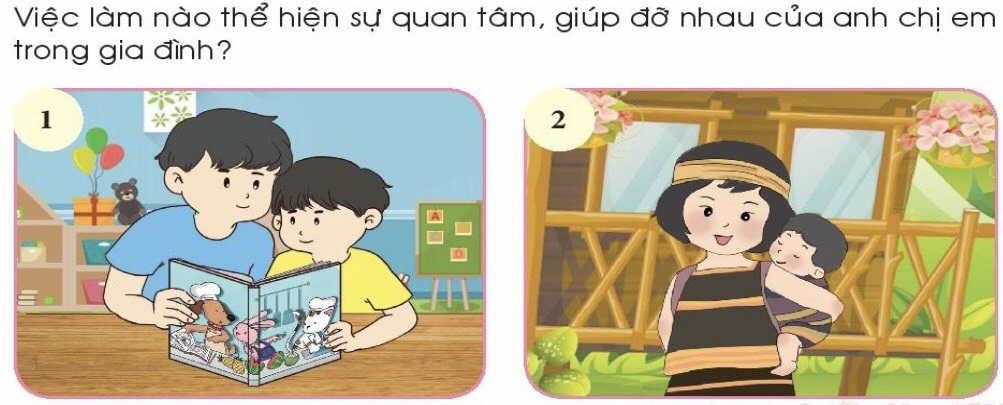 Việc làm nào thể hiện sự quan tâm, giúp đỡ nhau của anh chị em
trong gia đình?
1
2
A